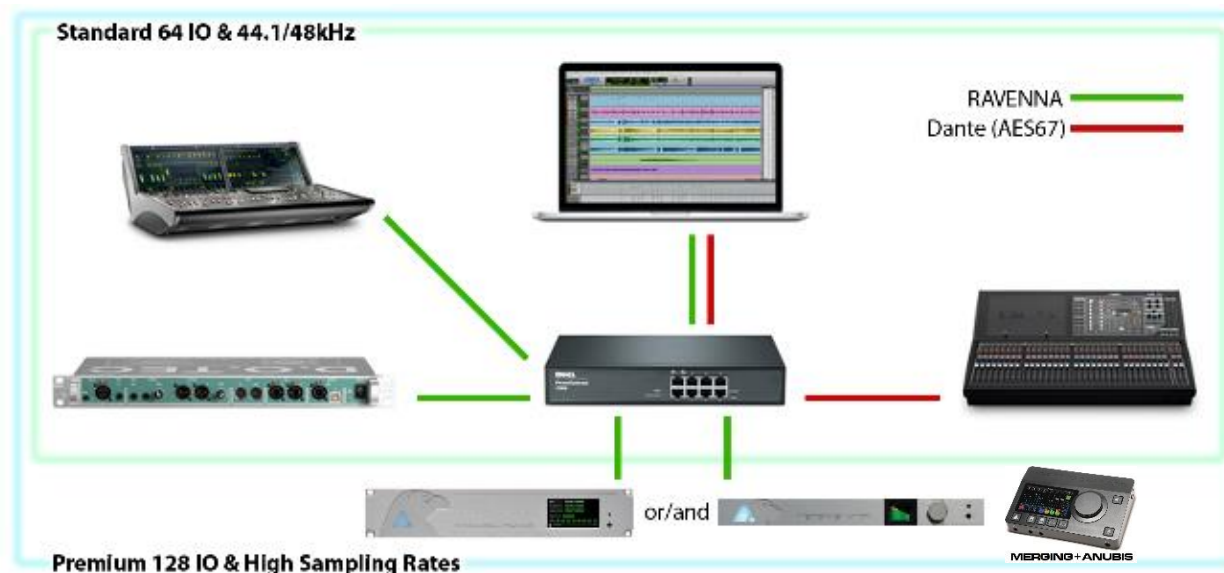 Standard 64 IO & 44.1/48kHz
RAVENNA
Dante (AES67)
or/and
MERGING+ANUBIS
Premium 128 IO & High Sampling Rates